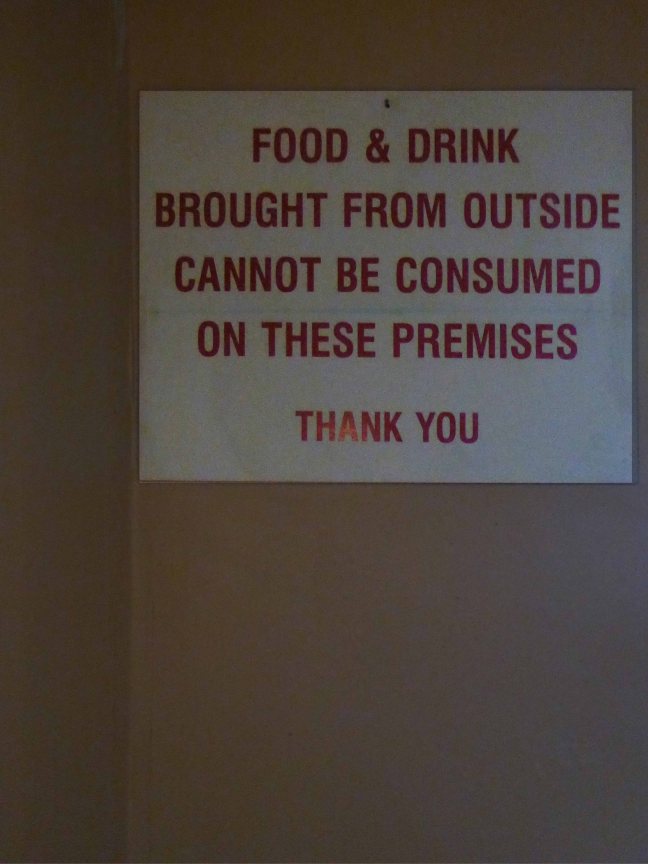 FOOD & DRINK
BROUGHT FROM OUTSIDE
CANNOT BE CONSUMED
ON THESE PREMISES
THANK YOU